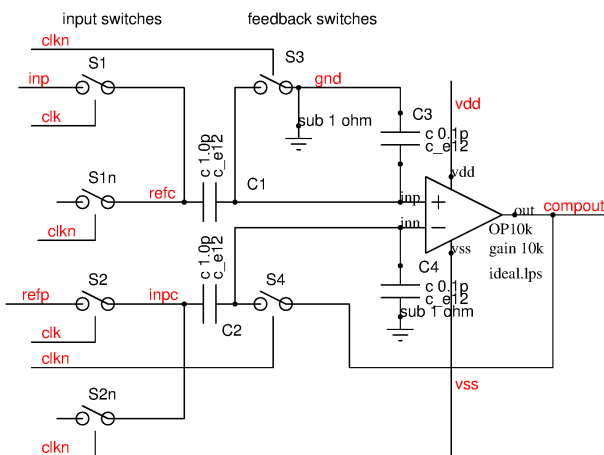 input switches
feedback switches
clkn
S1
S3
inp
gnd
vdd
clk
sub 1 ohm
C3
c 0.1p
c_e12
c 1.0p
c_e12
vdd
S1n
refc
C1
inp
out
compout
clkn
inn
OP10k
gain 10k
vss
ideal.lps
c 1.0p
c_e12
S2
S4
C4
refp
inpc
c 0.1p
c_e12
sub 1 ohm
C2
clk
clkn
vss
S2n
clkn